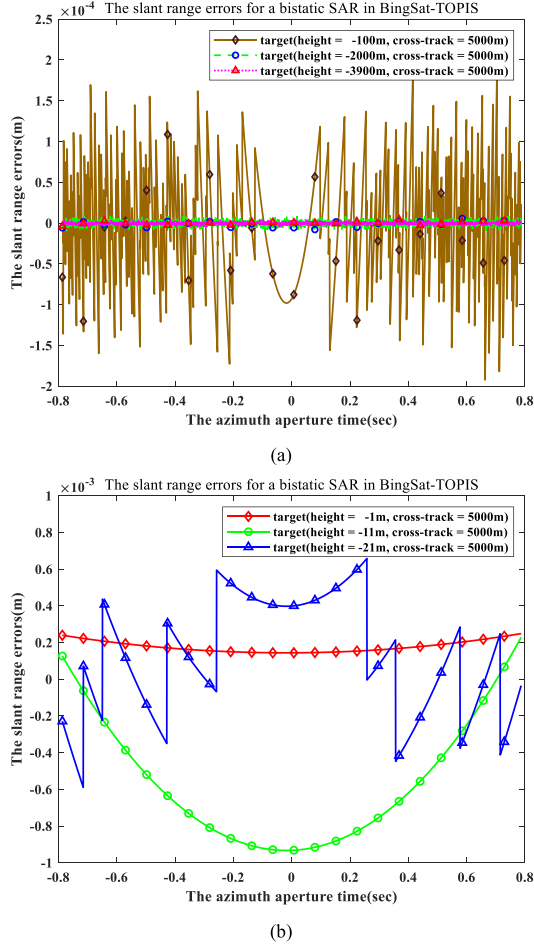 ×10-4 The slant range errors for a bistatic SAR in BingSat-TOPIS
2.5
target(height = -100m, cross-track = 5000m)
target(height = -2000m, cross-track = 5000m)
target(height = -3900m, cross-track = 5000m)
2
1.5
1
0.5
0
-0.5
-1
-1.5
-2
The slant range errors(m)
-0.8 -0.6 -0.4 -0.2 0 0.2 0.4 0.6 0.8
The azimuth aperture time(sec)
(a)
×10-3 The slant range errors for a bistatic SAR in BingSat-TOPIS
1
target(height = -1m, cross-track = 5000m)
target(height = -11m, cross-track = 5000m)
target(height = -21m, cross-track = 5000m)
0.8
0.6
0.4
0.2
0
-0.2
-0.4
-0.6
-0.8
-1
The slant range errors(m)
-0.8 -0.6 -0.4 -0.2 0 0.2 0.4 0.6 0.8
The azimuth aperture time(sec)
(b)